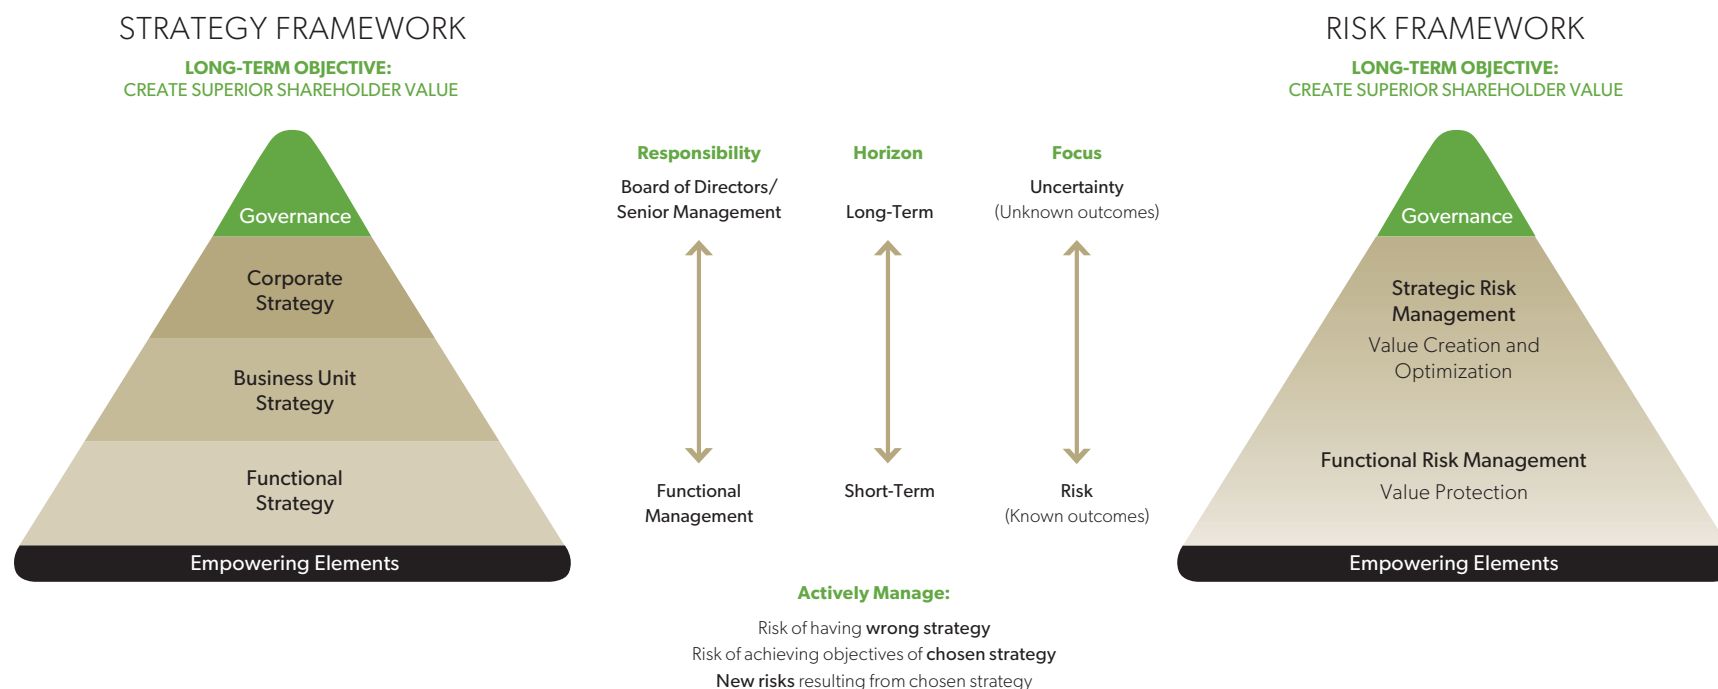 STRATEGY FRAMEWORK
LONG-TERM OBJECTIVE:
CREATE SUPERIOR SHAREHOLDER VALUE
Governance
Corporate
Strategy
Business Unit
Strategy
Functional
Strategy
Empowering Elements
Responsibility
Board of Directors/
Senior Management
Functional
Management
Horizon
Long-Term
Short-Term
Focus
Uncertainty
(Unknown outcomes)
Risk
(Known outcomes)
Actively Manage:
Risk of having wrong strategy
Risk of achieving objectives of chosen strategy
New risks resulting from chosen strategy
RISK FRAMEWORK
LONG-TERM OBJECTIVE:
CREATE SUPERIOR SHAREHOLDER VALUE
Governance
Strategic Risk
Management
Value Creation and
Optimization
Functional Risk Management
Value Protection
Empowering Elements